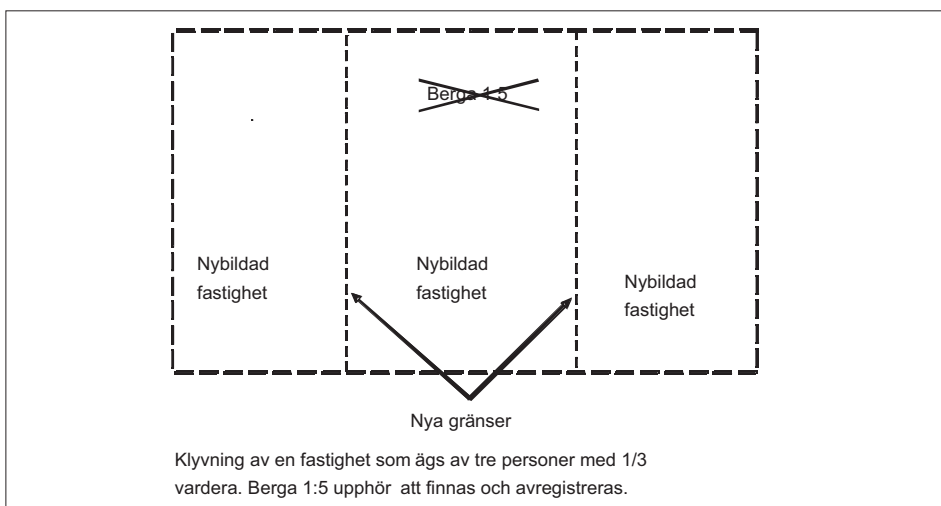 Berga 1:5
Nybildad
fastighet
Nybildad
fastighet
Nybildad
fastighet
Nya gränser
Klyvning av en fastighet som ägs av tre personer med 1/3
vardera. Berga 1:5 upphör att finnas och avregistreras.